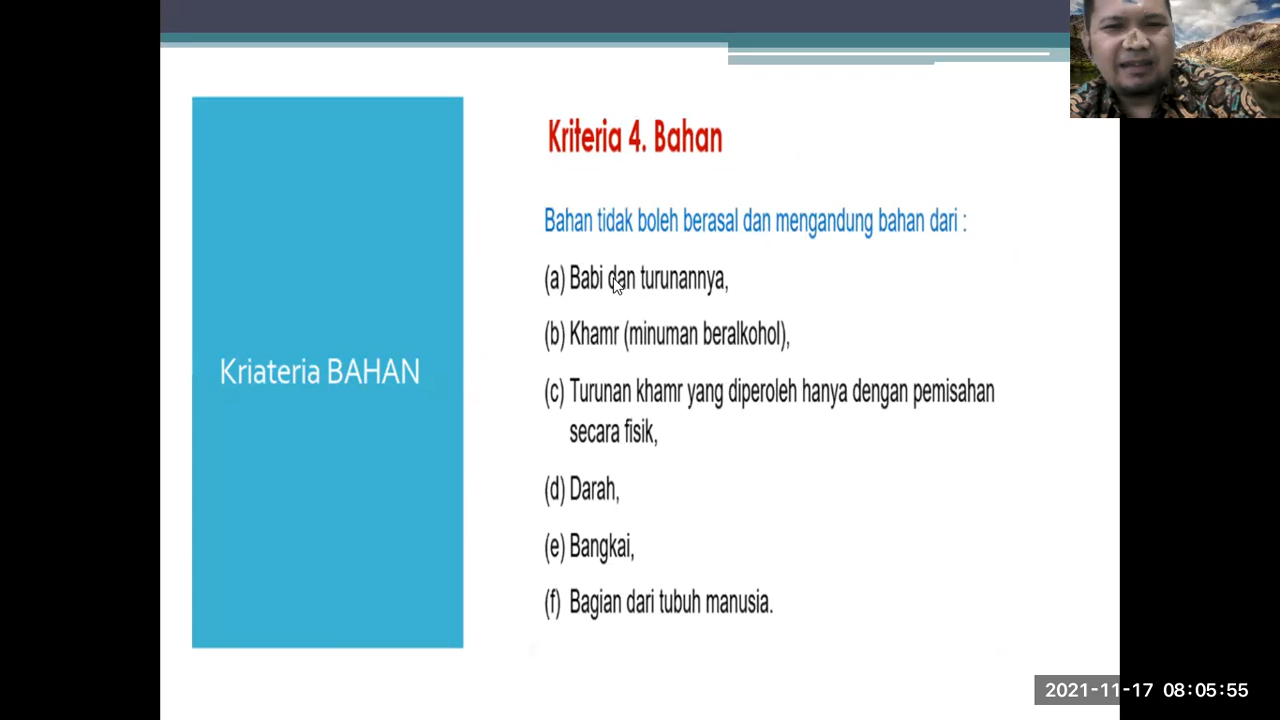 Kriteria 4. Bahan
Bahan tidak boleh berasal dan mengandung bahan dari :
(a) Babi dan turunannya,
(b) Khamr (minuman beralkohol),
(c) Turunan khamr yang diperoleh hanya dengan pemisahan
secara fisik,
(d) Darah,
(e) Bangkai,
(f) Bagian dari tubuh manusia.
Kriateria BAHAN
2021-11-17 08:05:55